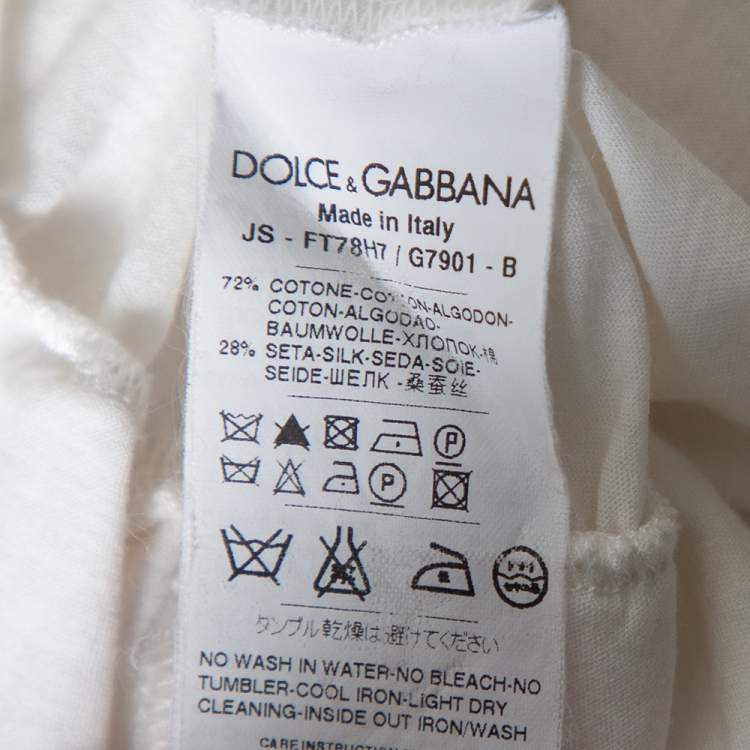 DOLCE & GABBANA
Made in Italy
JS - FT78H7 / G7901 - B
72% COTONE-COTTON-ALGODON-
COTON-ALGODAO-
BAUMWOLLE-ХЛОПОК-棉
28% SETA-SILK-SEDA-SOIE-
SEIDE-ШЕЛК -桑蚕丝
P
P
タンブル乾燥は避けてください
NO WASH IN WATER-NO BLEACH-NO
TUMBLER-COOL IRON-LIGHT DRY
CLEANING-INSIDE OUT IRON/WASH
CARE INSTRUCTION